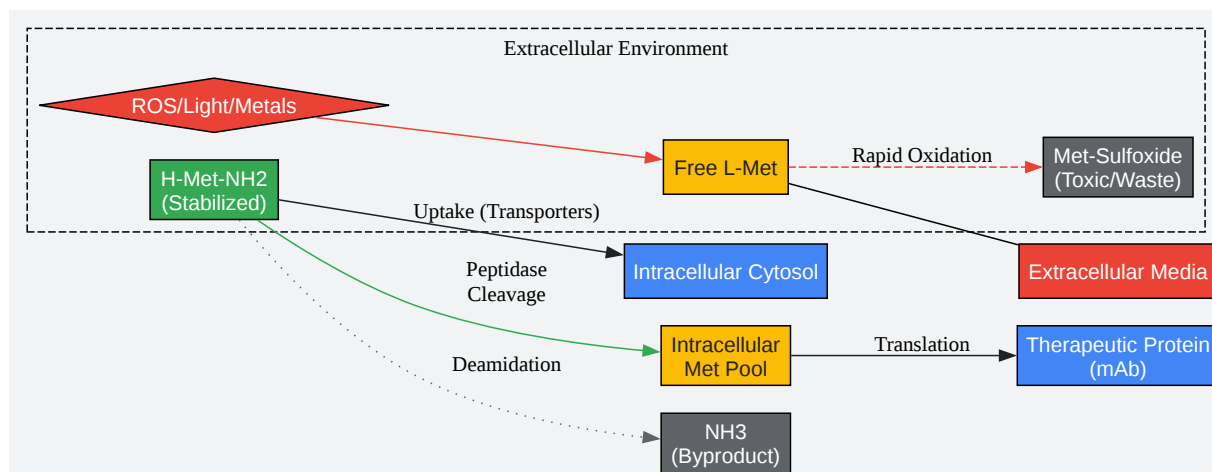 Extracellular Environment
ROS/Light/Metals
Free L-Met
Rapid Oxidation
Met-Sulfoxide
(Toxic/Waste)
H-Met-NH2
(Stabilized)
Uptake (Transporters)
Intracellular Cytosol
Extracellular Media
Peptidase
Cleavage
Intracellular
Met Pool
Translation
Therapeutic Protein
(mAb)
Deamidation
NH3
(Byproduct)